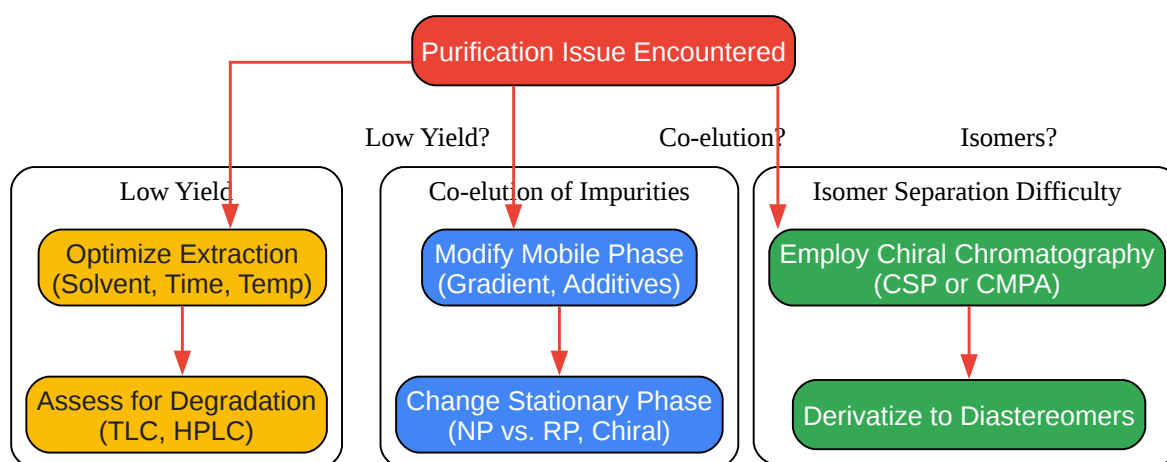 Purification Issue Encountered
Low Yield?
Co-elution?
Isomers?
Low Yield
Co-elution of Impurities
Isomer Separation Difficulty
Optimize Extraction
(Solvent, Time, Temp)
Modify Mobile Phase
(Gradient, Additives)
Employ Chiral Chromatography
(CSP or CMPA)
Assess for Degradation
(TLC, HPLC)
Change Stationary Phase
(NP vs. RP, Chiral)
Derivatize to Diastereomers